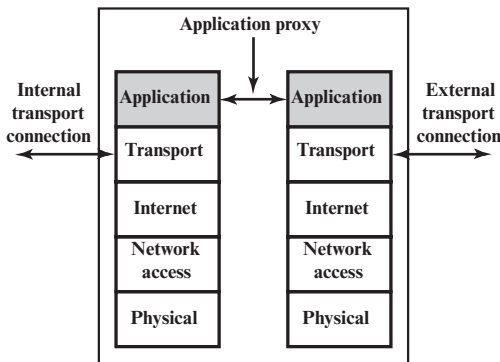 Application proxy
Internal
transport
connection
External
transport
connection
Application
Transport
Internet
Network
access
Physical
Application
Transport
Internet
Network
access
Physical